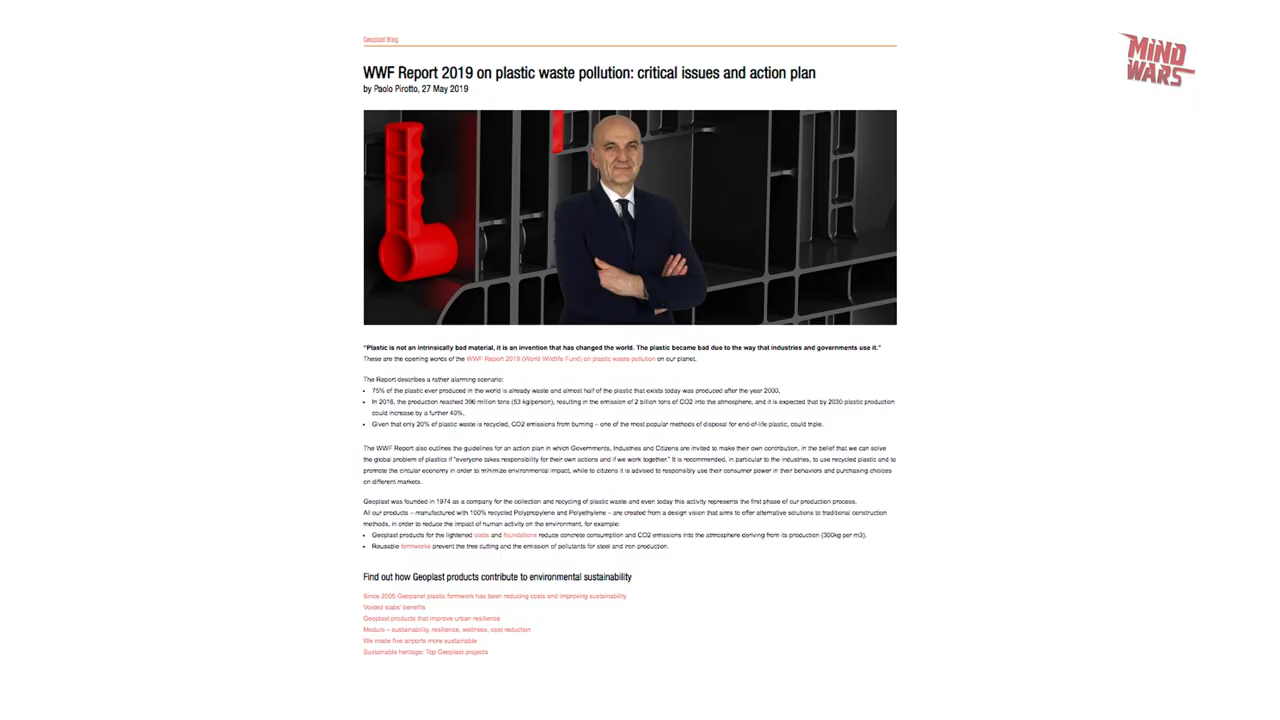 Geoplast Blog
MIND
WARS
WWF Report 2019 on plastic waste pollution: critical issues and action plan
by Paolo Pirotto, 27 May 2019
"Plastic is not an intrinsically bad material, it is an invention that has changed the world. The plastic became bad due to the way that industries and governments use it."
These are the opening words of the WWF Report 2019 (World Wildlife Fund) on plastic waste pollution on our planet.
The Report describes a rather alarming scenario:
• 75% of the plastic ever produced in the world is already waste and almost half of the plastic that exists today was produced after the year 2000,
• In 2016, the production reached 396 million tons (53 kg/person), resulting in the emission of 2 billion tons of CO2 into the atmosphere, and it is expected that by 2030 plastic production
could increase by a further 40%,
• Given that only 20% of plastic waste is recycled, CO2 emissions from burning – one of the most popular methods of disposal for end-of-life plastic, could triple.
The WWF Report also outlines the guidelines for an action plan in which Governments, Industries and Citizens are invited to make their own contribution, in the belief that we can solve
the global problem of plastics if "everyone takes responsibility for their own actions and if we work together." It is recommended, in particular to the industries, to use recycled plastic and to
promote the circular economy in order to minimize environmental impact, while to citizens it is advised to responsibly use their consumer power in their behaviors and purchasing choices
on different markets.
Geoplast was founded in 1974 as a company for the collection and recycling of plastic waste and even today this activity represents the first phase of our production process.
All our products – manufactured with 100% recycled Polypropylene and Polyethylene – are created from a design vision that aims to offer alternative solutions to traditional construction
methods, in order to reduce the impact of human activity on the environment, for example:
• Geoplast products for the lightened slabs and foundations reduce concrete consumption and CO2 emissions into the atmosphere deriving from its production (300kg per m3),
• Reusable formworks prevent the tree cutting and the emission of pollutants for steel and iron production.
Find out how Geoplast products contribute to environmental sustainability
Since 2005 Geopanel plastic formwork has been reducing costs and improving sustainability
Voided slabs' benefits
Geoplast products that improve urban resilience
Modulo – sustainability, resilience, wellness, cost reduction
We made five airports more sustainable
Sustainable heritage: Top Geoplast projects